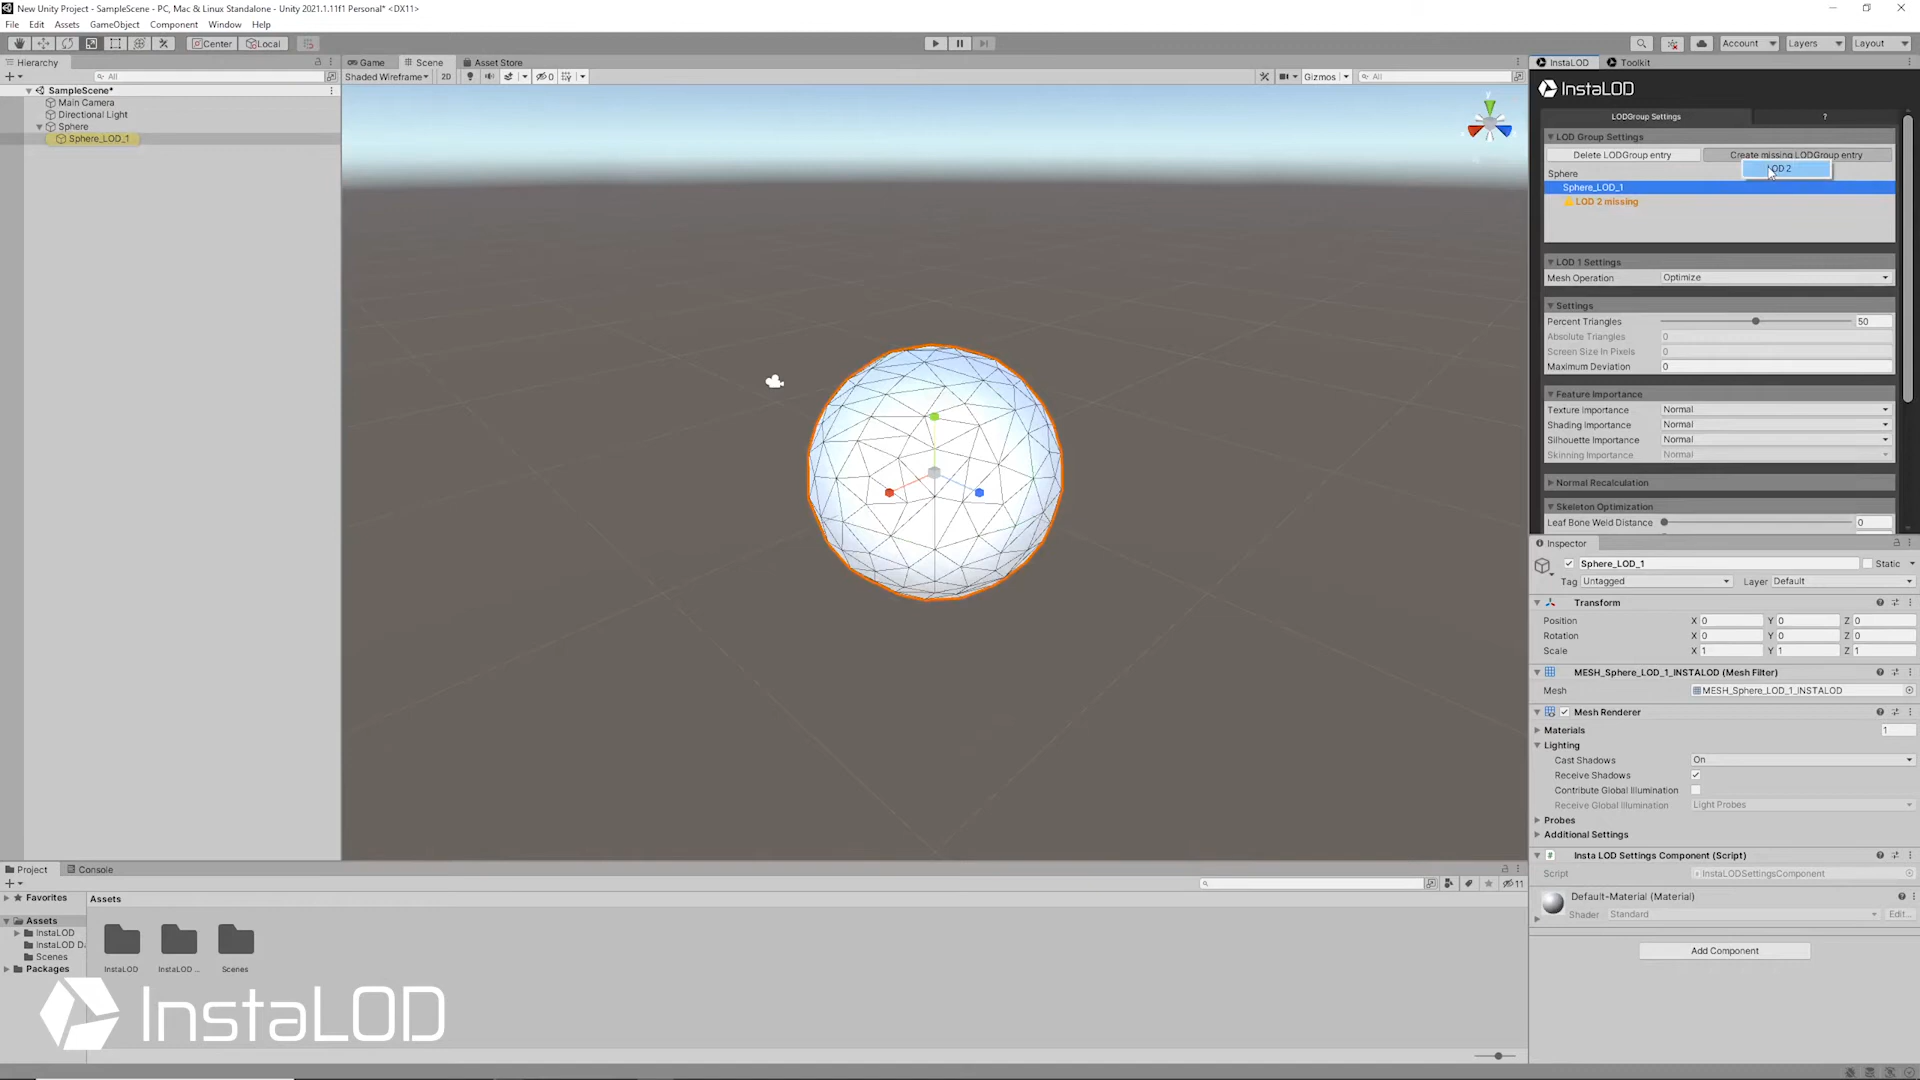 New Unity Project - SampleScene - PC, Mac & Linux Standalone - Unity 2021.1.11f1 Personal* <DX11>
File Edit Assets GameObject Component Window Help
Center Local Account Layers Layout
Hierarchy
All
SampleScene*
Main Camera
Directional Light
Sphere
Sphere_LOD_1
Game Scene Asset Store
Shaded Wireframe 2D 0 Gizmos All
y
InstaLOD Toolkit
InstaLOD
LODGroup Settings ?
LOD Group Settings
Delete LODGroup entry Create missing LODGroup entry
LOD 2
Sphere
Sphere_LOD_1
LOD 2 missing
LOD 1 Settings
Mesh Operation Optimize
Settings
Percent Triangles 50
Absolute Triangles 0
Screen Size In Pixels 0
Maximum Deviation 0
Feature Importance
Texture Importance Normal
Shading Importance Normal
Silhouette Importance Normal
Skinning Importance Normal
Normal Recalculation
Skeleton Optimization
Leaf Bone Weld Distance 0
Inspector
Sphere_LOD_1 Static
Tag Untagged Layer Default
Transform
Position X 0 Y 0 Z 0
Rotation X 0 Y 0 Z 0
Scale X 1 Y 1 Z 1
MESH_Sphere_LOD_1_INSTALOD (Mesh Filter)
Mesh MESH_Sphere_LOD_1_INSTALOD
Mesh Renderer
Materials 1
Lighting
Cast Shadows On
Receive Shadows
Contribute Global Illumination
Receive Global Illumination Light Probes
Probes
Additional Settings
Insta LOD Settings Component (Script)
Script InstaLODSettingsComponent
Default-Material (Material)
Shader Standard Edit...
Add Component
Project Console
11
Favorites
Assets
InstaLOD
InstaLOD D
Scenes
Packages
Assets
InstaLOD InstaLOD ... Scenes
InstaLOD